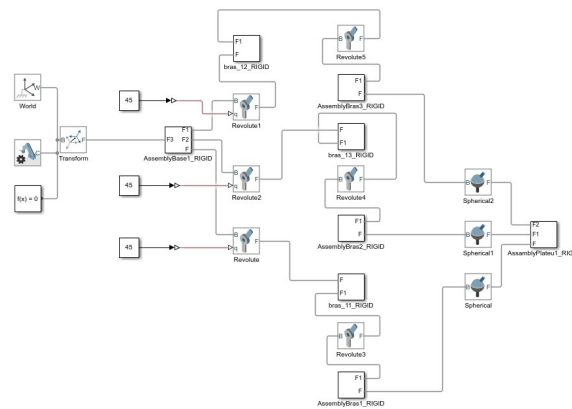 F1
F
bras_12_RIGID
B F
Revolute5
W
World
45
F1
F
AssemblyBras3_RIGID
B F
q
Revolute1
C
B F
Transform
F1
F3 F2
F
AssemblyBase1_RIGID
F
F1
bras_13_RIGID
f(x) = 0
45
B F
q
Revolute2
B F
Revolute4
B F
Spherical2
45
B F
q
Revolute
F1
F
AssemblyBras2_RIGID
B F
Spherical1
F2
F1
F
AssamblyPlateu1_RIG
F
F1
bras_11_RIGID
B F
Spherical
B F
Revolute3
F1
F
AssemblyBras1_RIGID